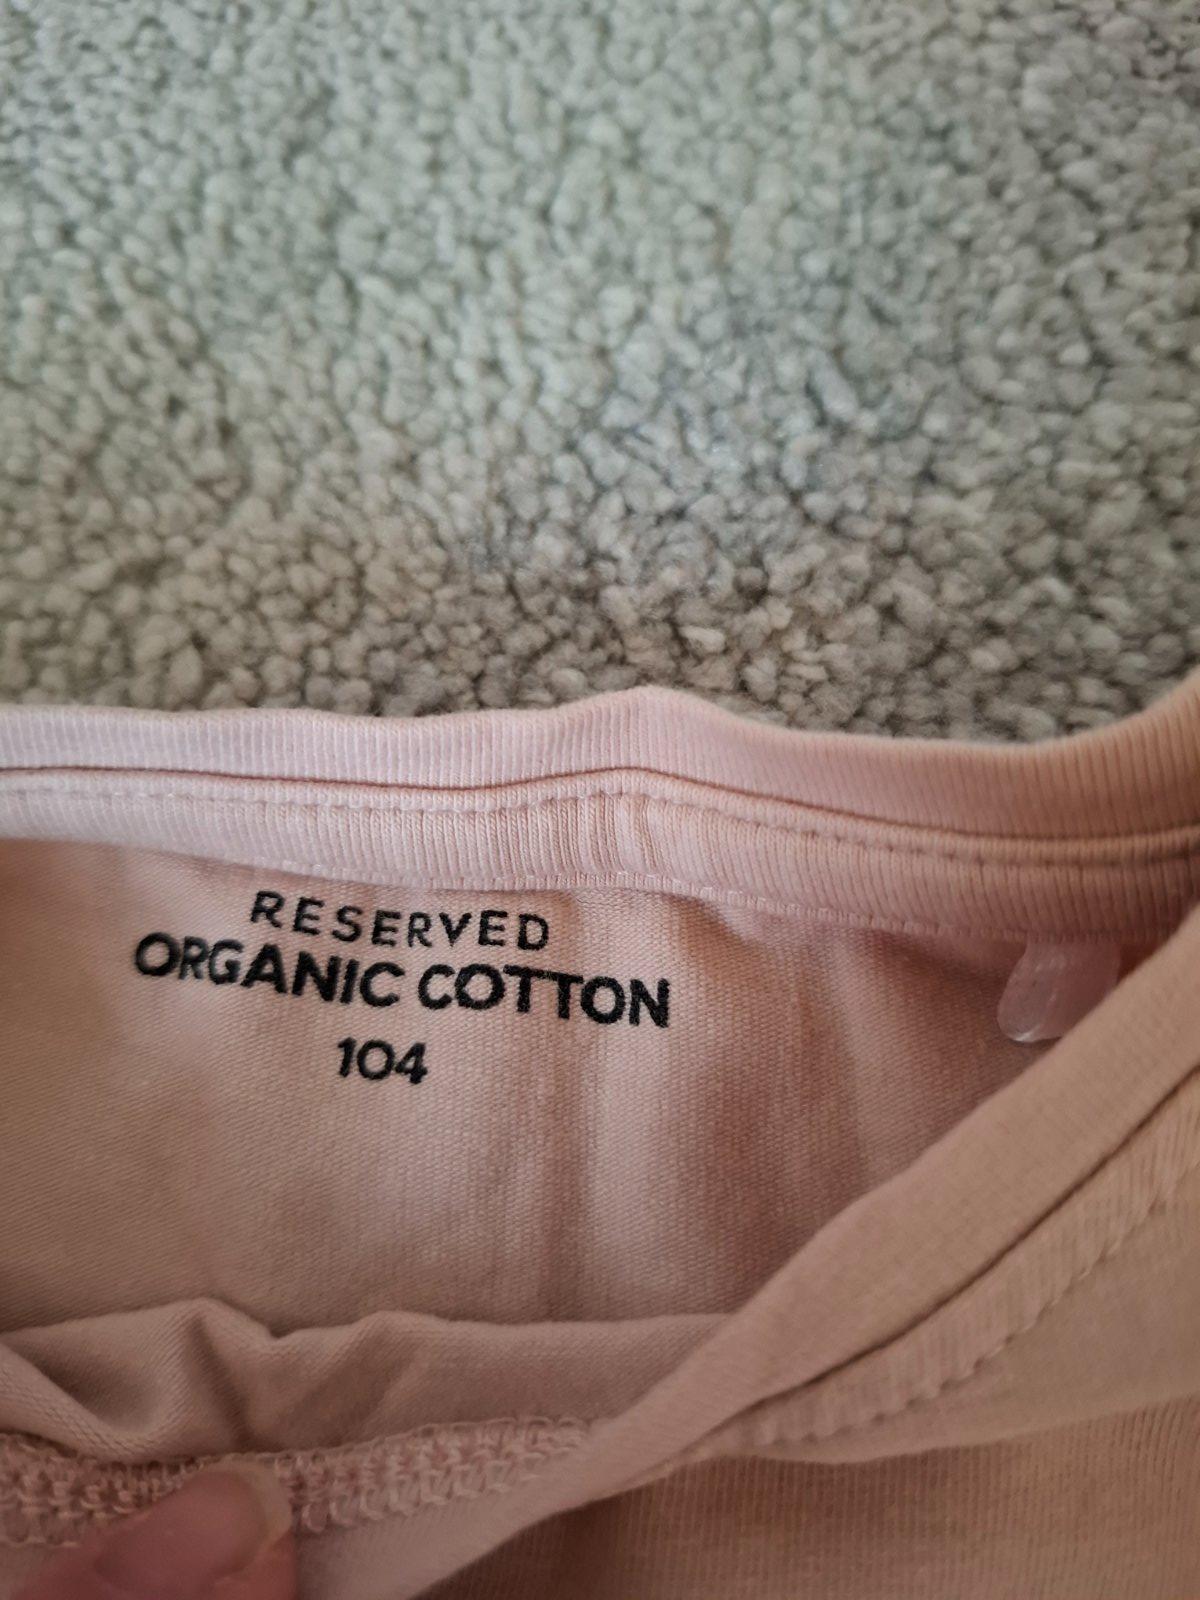 RESERVED
ORGANIC COTTON
104